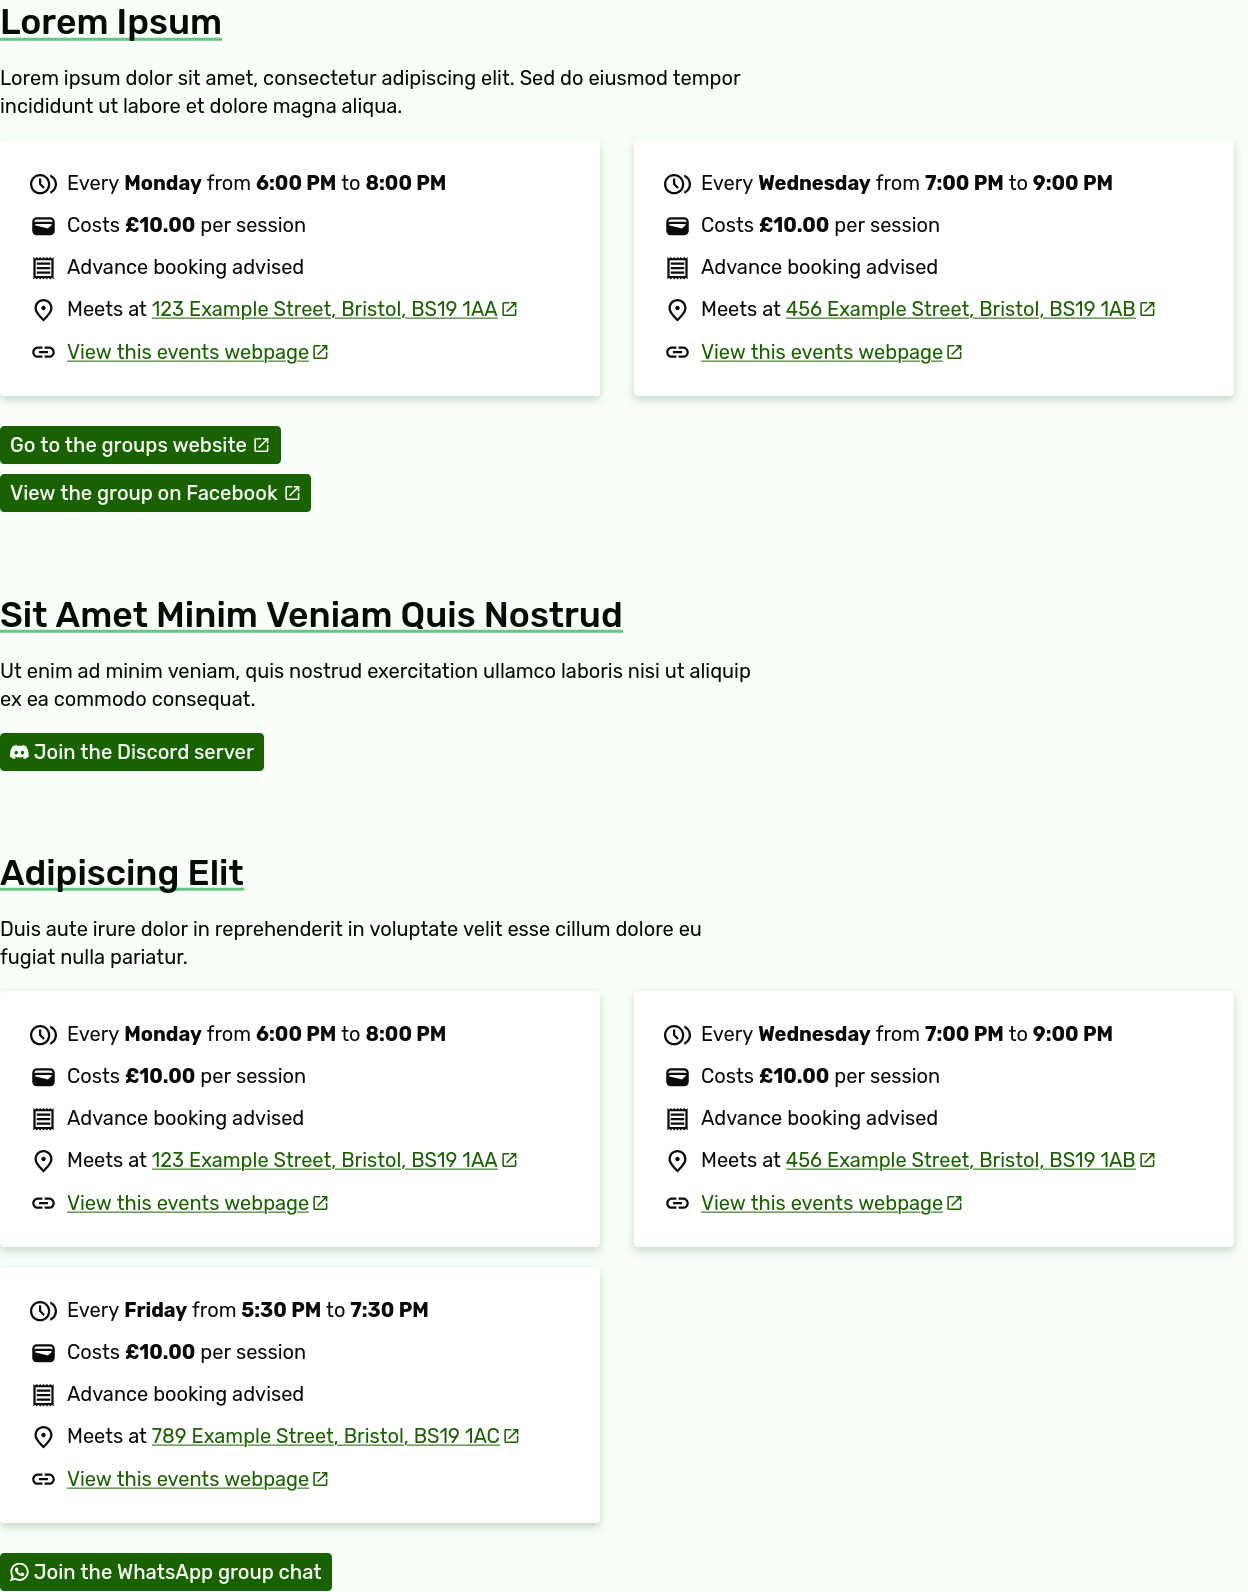 Lorem Ipsum
Lorem ipsum dolor sit amet, consectetur adipiscing elit. Sed do eiusmod tempor
incididunt ut labore et dolore magna aliqua.
Every Monday from 6:00 PM to 8:00 PM
Costs £10.00 per session
Advance booking advised
Meets at 123 Example Street, Bristol, BS19 1AA
View this events webpage
Every Wednesday from 7:00 PM to 9:00 PM
Costs £10.00 per session
Advance booking advised
Meets at 456 Example Street, Bristol, BS19 1AB
View this events webpage
Go to the groups website
View the group on Facebook
Sit Amet Minim Veniam Quis Nostrud
Ut enim ad minim veniam, quis nostrud exercitation ullamco laboris nisi ut aliquip
ex ea commodo consequat.
Join the Discord server
Adipiscing Elit
Duis aute irure dolor in reprehenderit in voluptate velit esse cillum dolore eu
fugiat nulla pariatur.
Every Monday from 6:00 PM to 8:00 PM
Costs £10.00 per session
Advance booking advised
Meets at 123 Example Street, Bristol, BS19 1AA
View this events webpage
Every Wednesday from 7:00 PM to 9:00 PM
Costs £10.00 per session
Advance booking advised
Meets at 456 Example Street, Bristol, BS19 1AB
View this events webpage
Every Friday from 5:30 PM to 7:30 PM
Costs £10.00 per session
Advance booking advised
Meets at 789 Example Street, Bristol, BS19 1AC
View this events webpage
Join the WhatsApp group chat